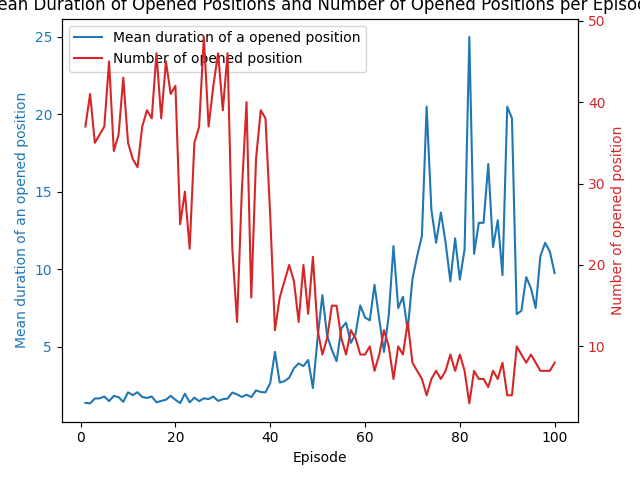 ean Duration of Opened Positions and Number of Opened Positions per Episod
Mean duration of a opened position
Number of opened position
Mean duration of an opened position
25
20
15
10
5
50
40
30
20
10
Number of opened position
0
20
40
60
80
100
Episode